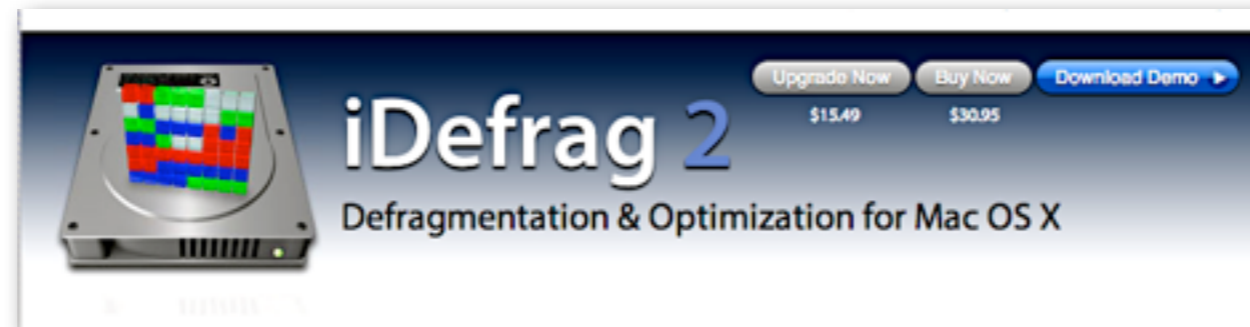 Upgrade Now Buy Now Download Demo
$15.49 $30.95
iDefrag 2
Defragmentation & Optimization for Mac OS X